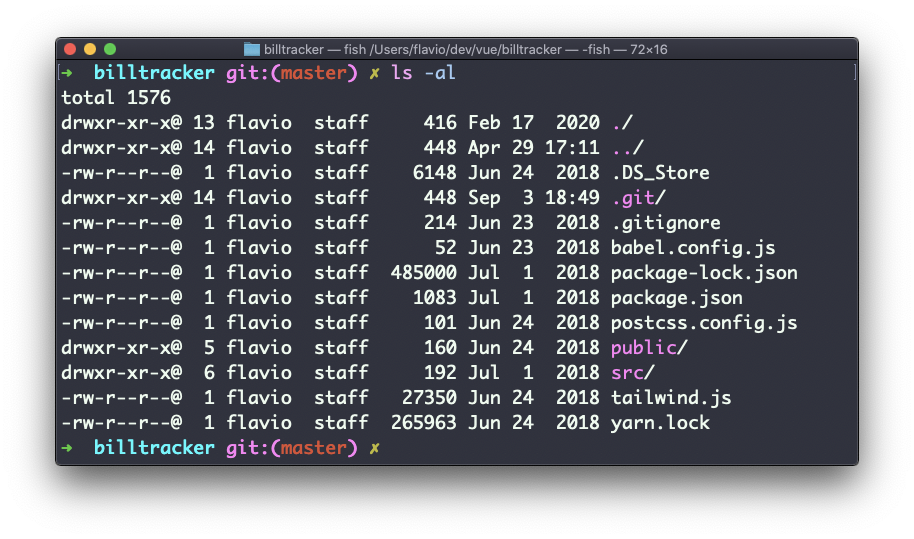 billtracker — fish /Users/flavio/dev/vue/billtracker — -fish — 72×16
[➜  billtracker git:(master) ✗ ls -al ]
total 1576
drwxr-xr-x@ 13 flavio  staff     416 Feb 17  2020 ./
drwxr-xr-x@ 14 flavio  staff     448 Apr 29 17:11 ../
-rw-r--r--@  1 flavio  staff    6148 Jun 24  2018 .DS_Store
drwxr-xr-x@ 14 flavio  staff     448 Sep  3 18:49 .git/
-rw-r--r--@  1 flavio  staff     214 Jun 23  2018 .gitignore
-rw-r--r--@  1 flavio  staff      52 Jun 23  2018 babel.config.js
-rw-r--r--@  1 flavio  staff  485000 Jul  1  2018 package-lock.json
-rw-r--r--@  1 flavio  staff    1083 Jul  1  2018 package.json
-rw-r--r--@  1 flavio  staff     101 Jun 24  2018 postcss.config.js
drwxr-xr-x@  5 flavio  staff     160 Jun 24  2018 public/
drwxr-xr-x@  6 flavio  staff     192 Jul  1  2018 src/
-rw-r--r--@  1 flavio  staff   27350 Jun 24  2018 tailwind.js
-rw-r--r--@  1 flavio  staff  265963 Jun 24  2018 yarn.lock
➜  billtracker git:(master) ✗